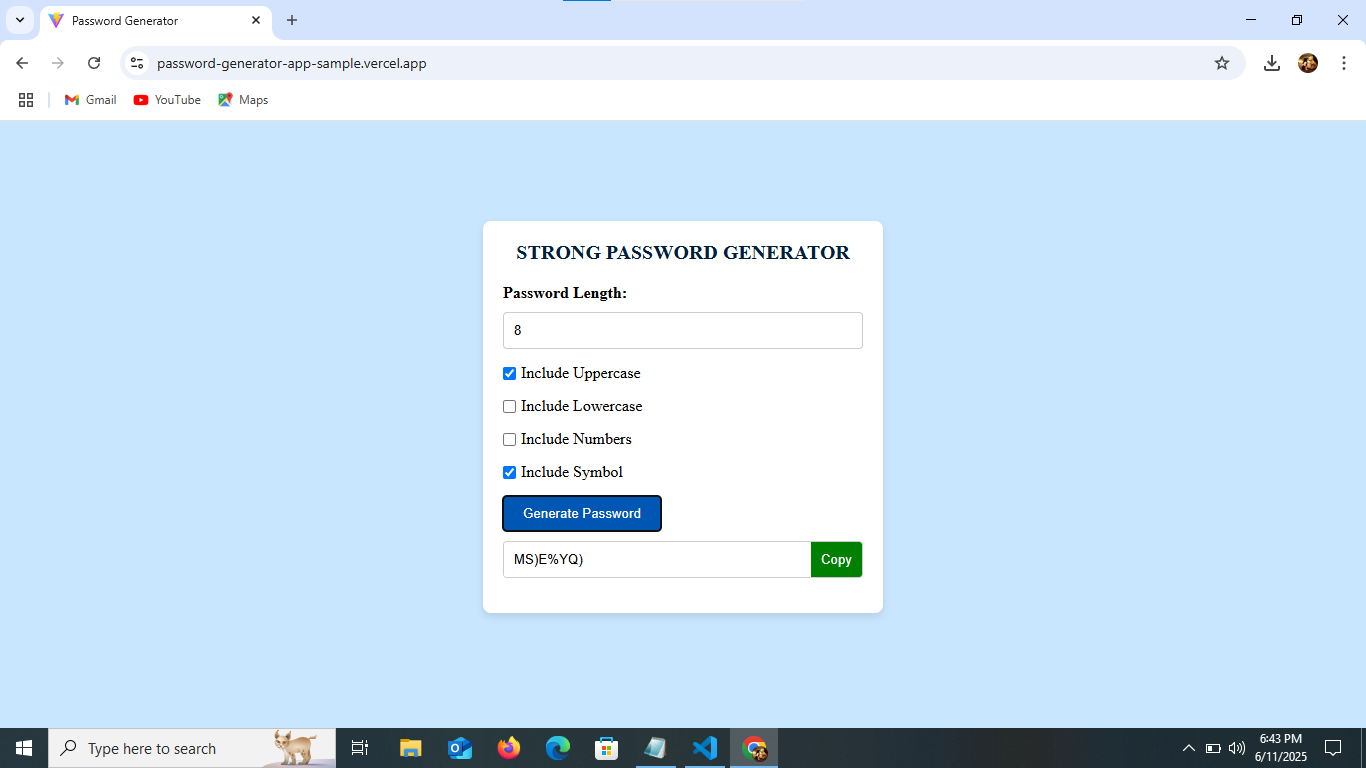 Password Generator
password-generator-app-sample.vercel.app
Gmail YouTube Maps
STRONG PASSWORD GENERATOR
Password Length:
8
Include Uppercase
Include Lowercase
Include Numbers
Include Symbol
Generate Password
MS)E%YQ) Copy
Type here to search
6:43 PM
6/11/2025